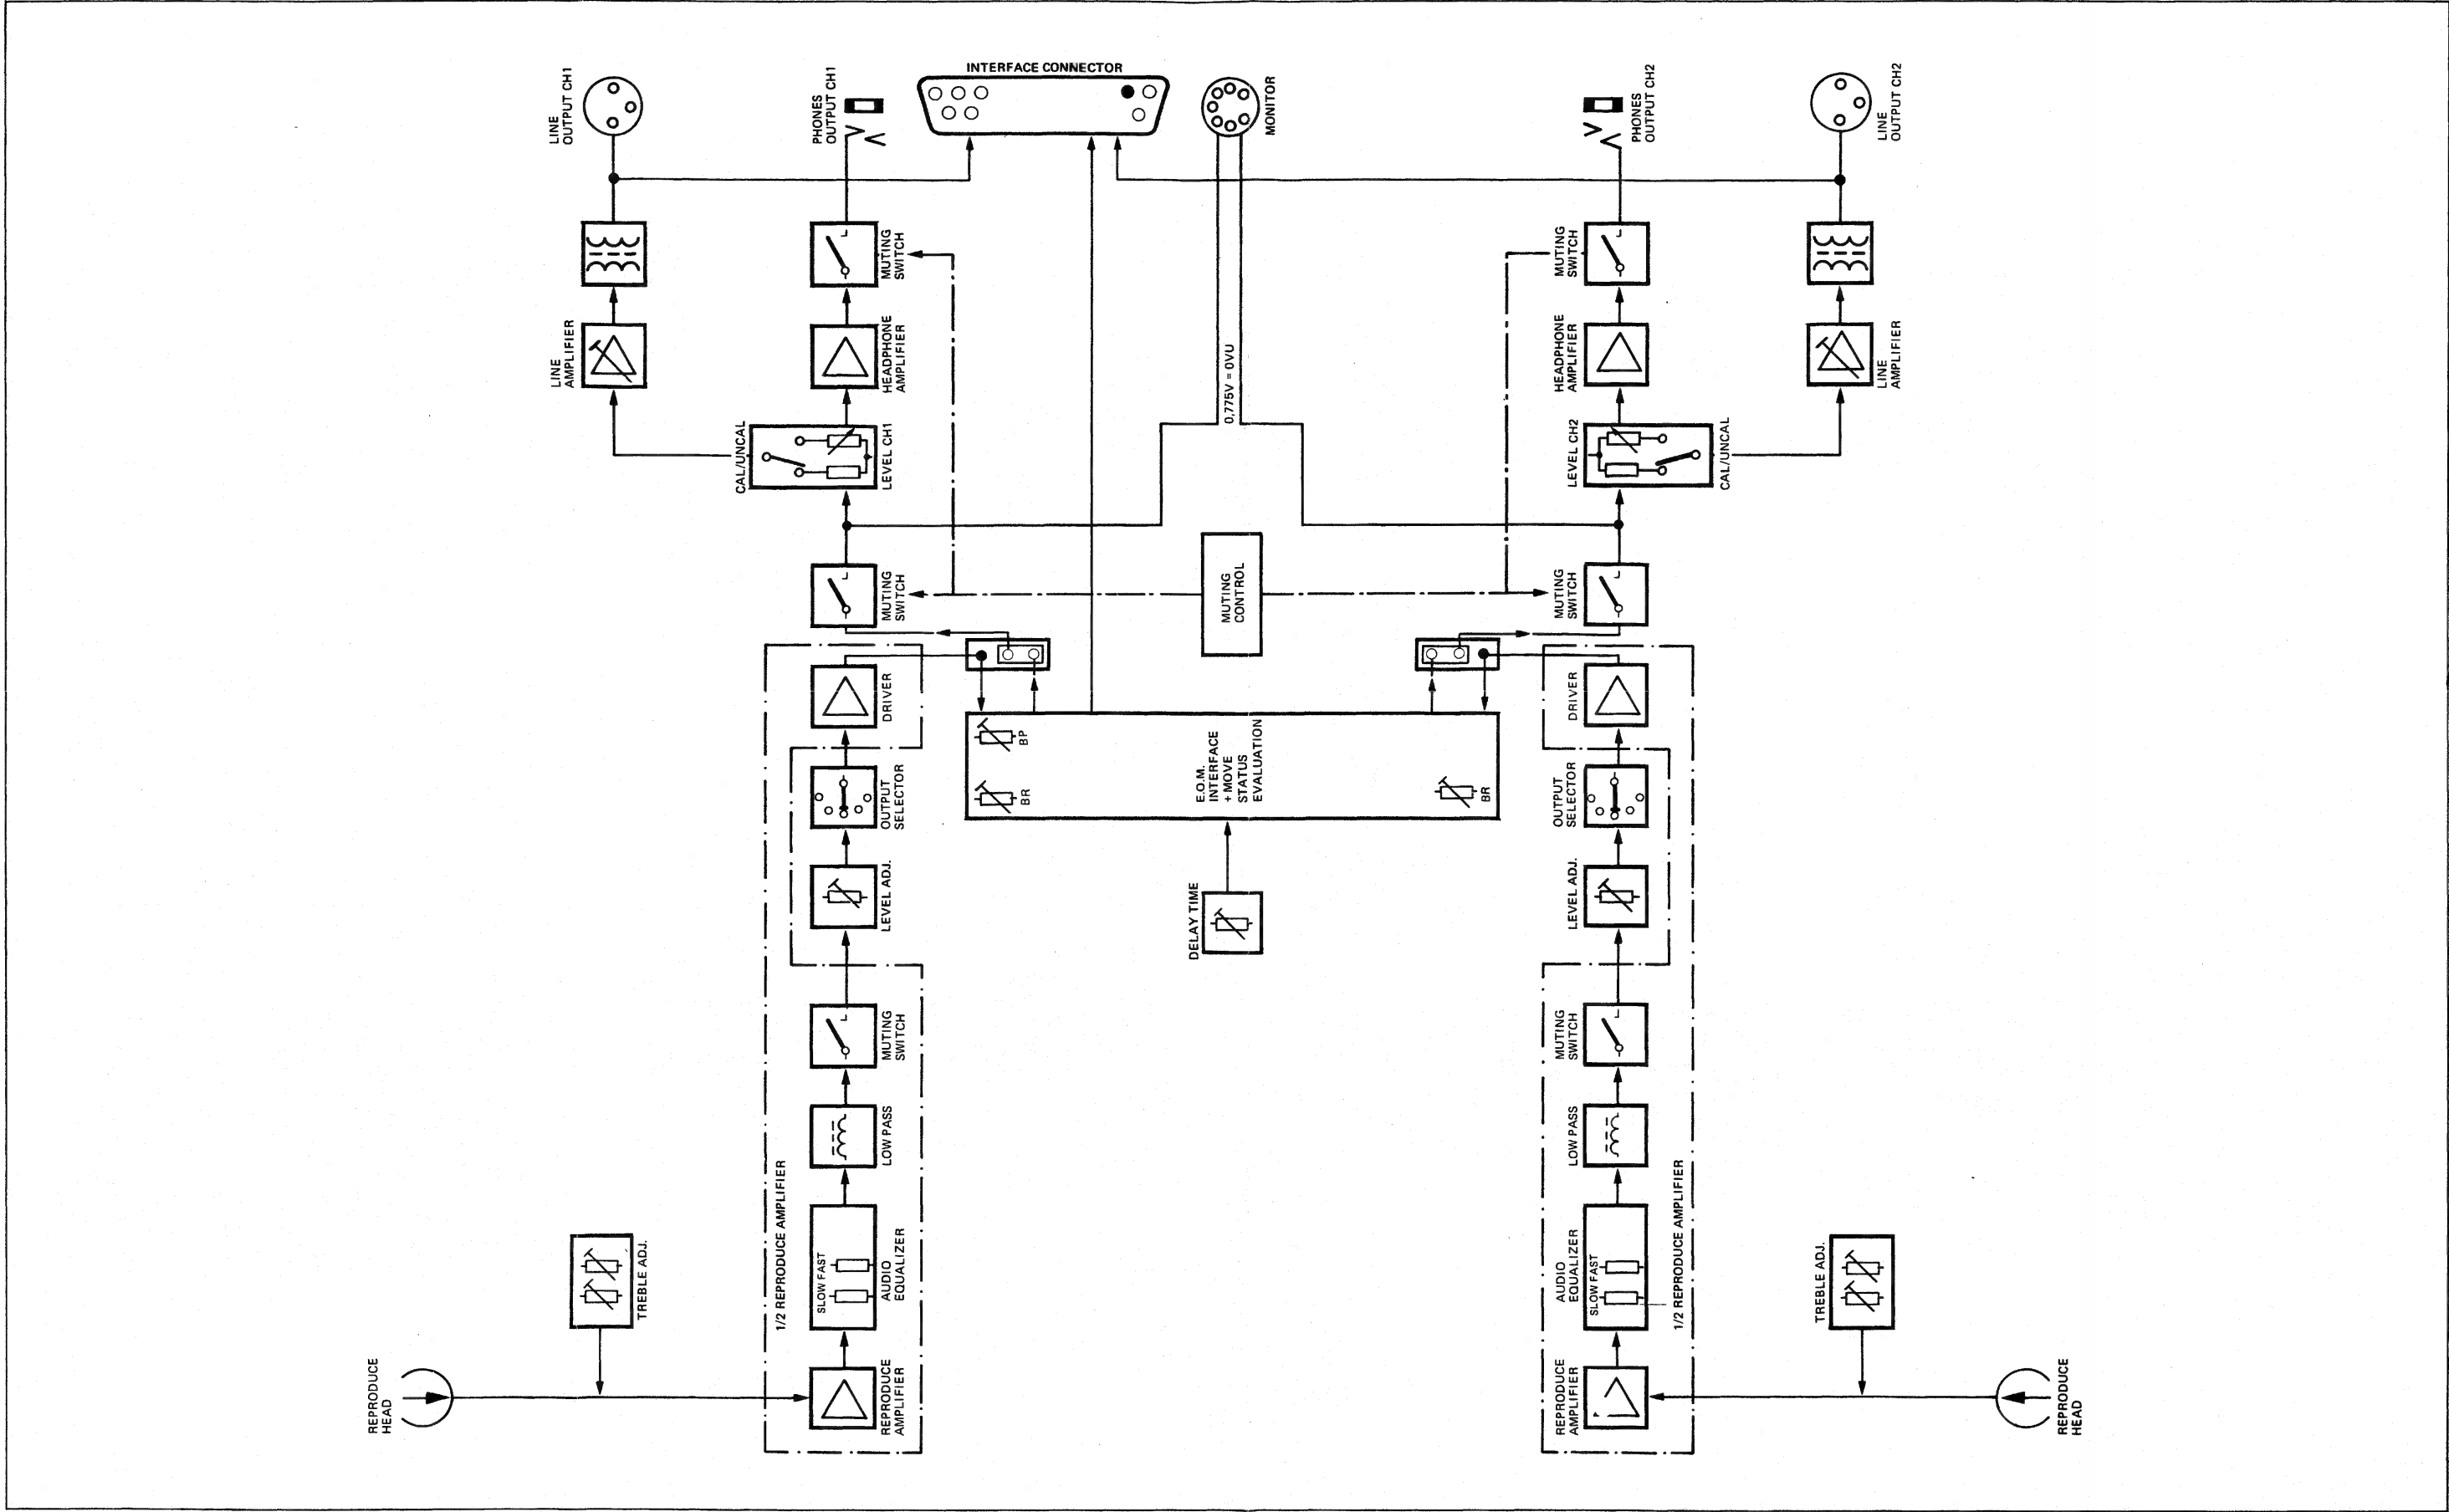 INTERFACE CONNECTOR
LINE
OUTPUT CH1
PHONES
OUTPUT CH1
MONITOR
PHONES
OUTPUT CH2
LINE
OUTPUT CH2
MUTING
SWITCH
MUTING
SWITCH
LINE
AMPLIFIER
HEADPHONE
AMPLIFIER
0,775V = 0VU
HEADPHONE
AMPLIFIER
LINE
AMPLIFIER
CAL/UNCAL
LEVEL CH1
LEVEL CH2
CAL/UNCAL
MUTING
SWITCH
MUTING
CONTROL
MUTING
SWITCH
DRIVER
DRIVER
BP
BR
E.O.M.
INTERFACE
+ MOVE
STATUS
EVALUATION
BR
OUTPUT
SELECTOR
OUTPUT
SELECTOR
LEVEL ADJ.
DELAY TIME
LEVEL ADJ.
MUTING
SWITCH
MUTING
SWITCH
LOW PASS
LOW PASS
1/2 REPRODUCE AMPLIFIER
1/2 REPRODUCE AMPLIFIER
TREBLE ADJ.
SLOW FAST
AUDIO
EQUALIZER
AUDIO
EQUALIZER
SLOW FAST
TREBLE ADJ.
REPRODUCE
HEAD
REPRODUCE
AMPLIFIER
REPRODUCE
AMPLIFIER
REPRODUCE
HEAD